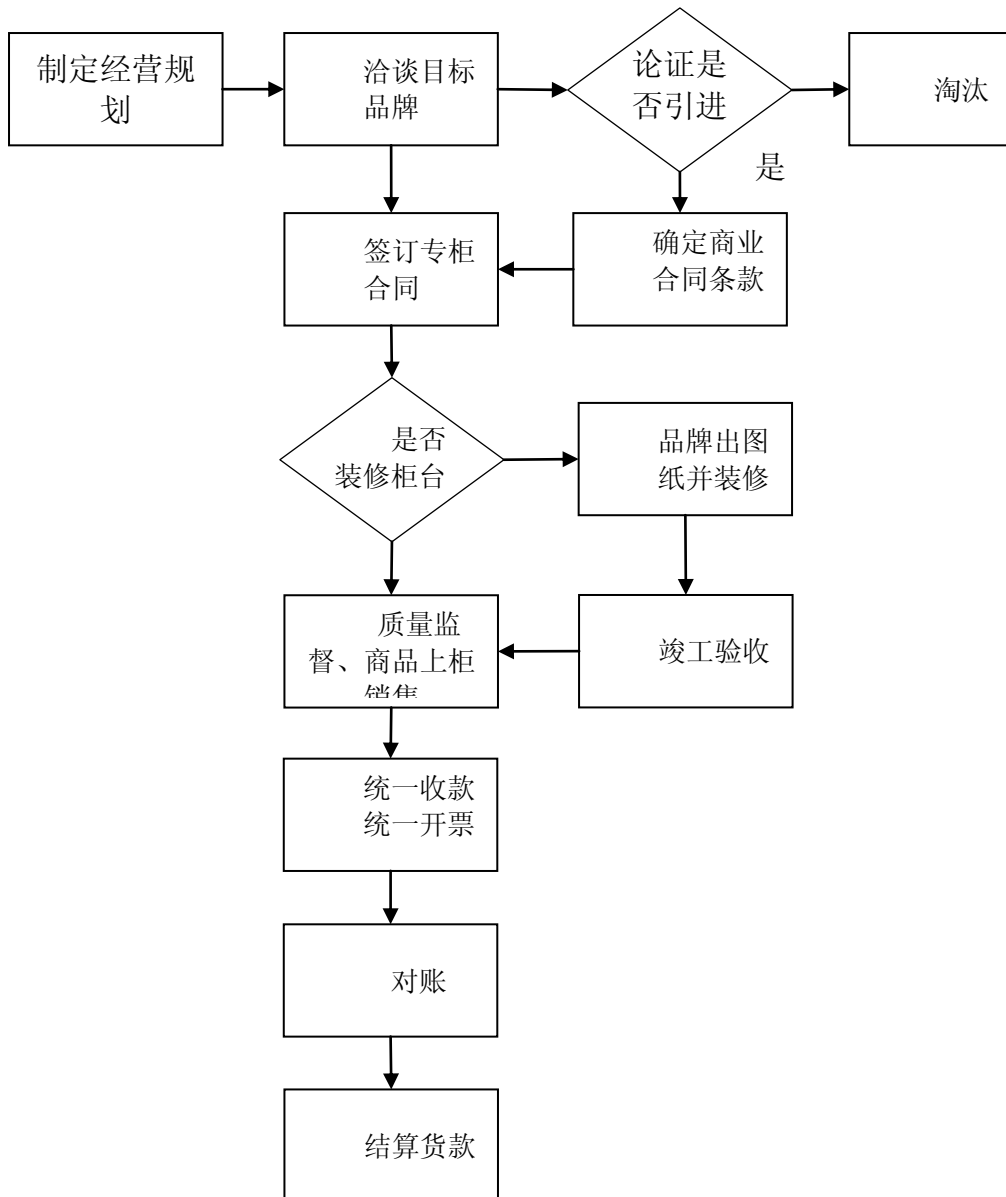 制定经营规
划
洽谈目标
品牌
论证是
否引进
淘汰
是
签订专柜
合同
确定商业
合同条款
是否
装修柜台
品牌出图
纸并装修
质量监
督、商品上柜
销售
竣工验收
统一收款
统一开票
对账
结算货款